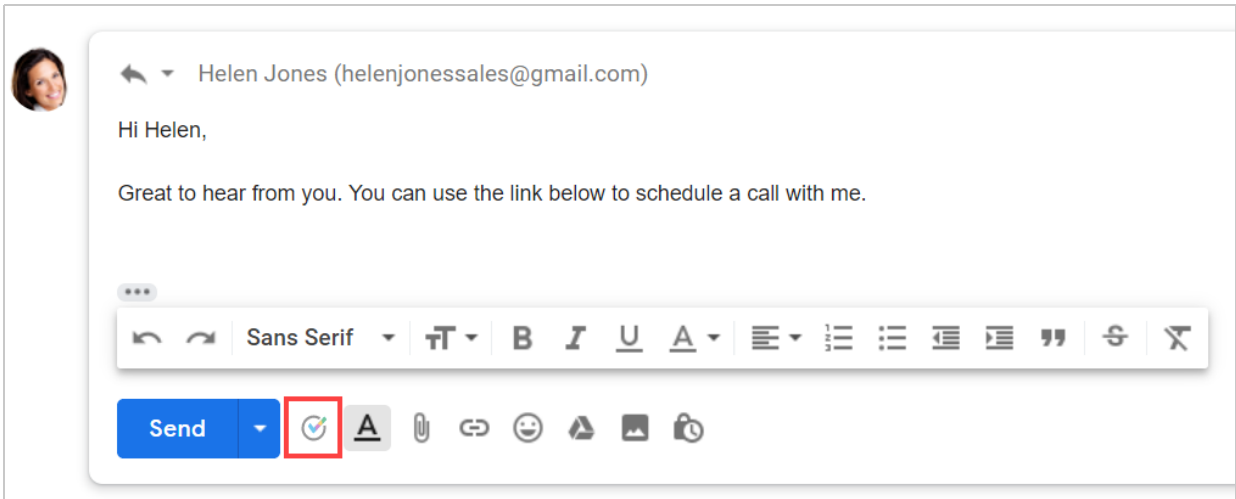 Helen Jones (helenjonessales@gmail.com)
Hi Helen,
Great to hear from you. You can use the link below to schedule a call with me.
Sans Serif
Send